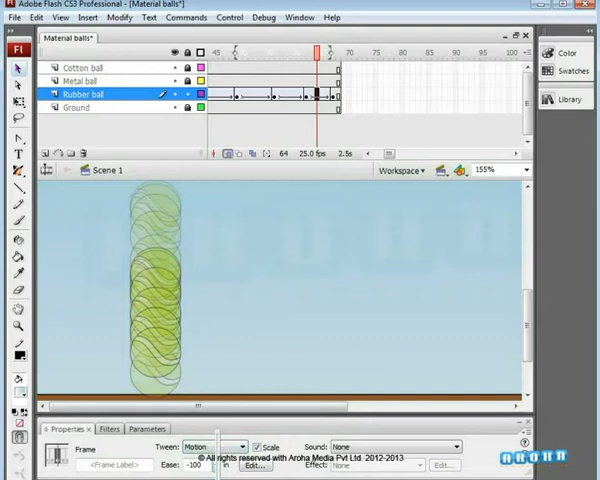 Adobe Flash CS3 Professional - [Material balls*]
File Edit View Insert Modify Text Commands Control Debug Window Help
Material balls*
45 70 75 80 85 90 95 100
Cotton ball
Metal ball
Rubber ball
Ground
64 25.0 fps 2.5s
Scene 1 Workspace 155%
Color
Swatches
Library
Fl
T
Properties × Filters Parameters
Frame
<Frame Label>
Tween: Motion Scale Sound: None
Ease: -100 in Edit... Effect: None Edit...
© All rights reserved with Aroha Media Pvt Ltd. 2012-2013
AROHA